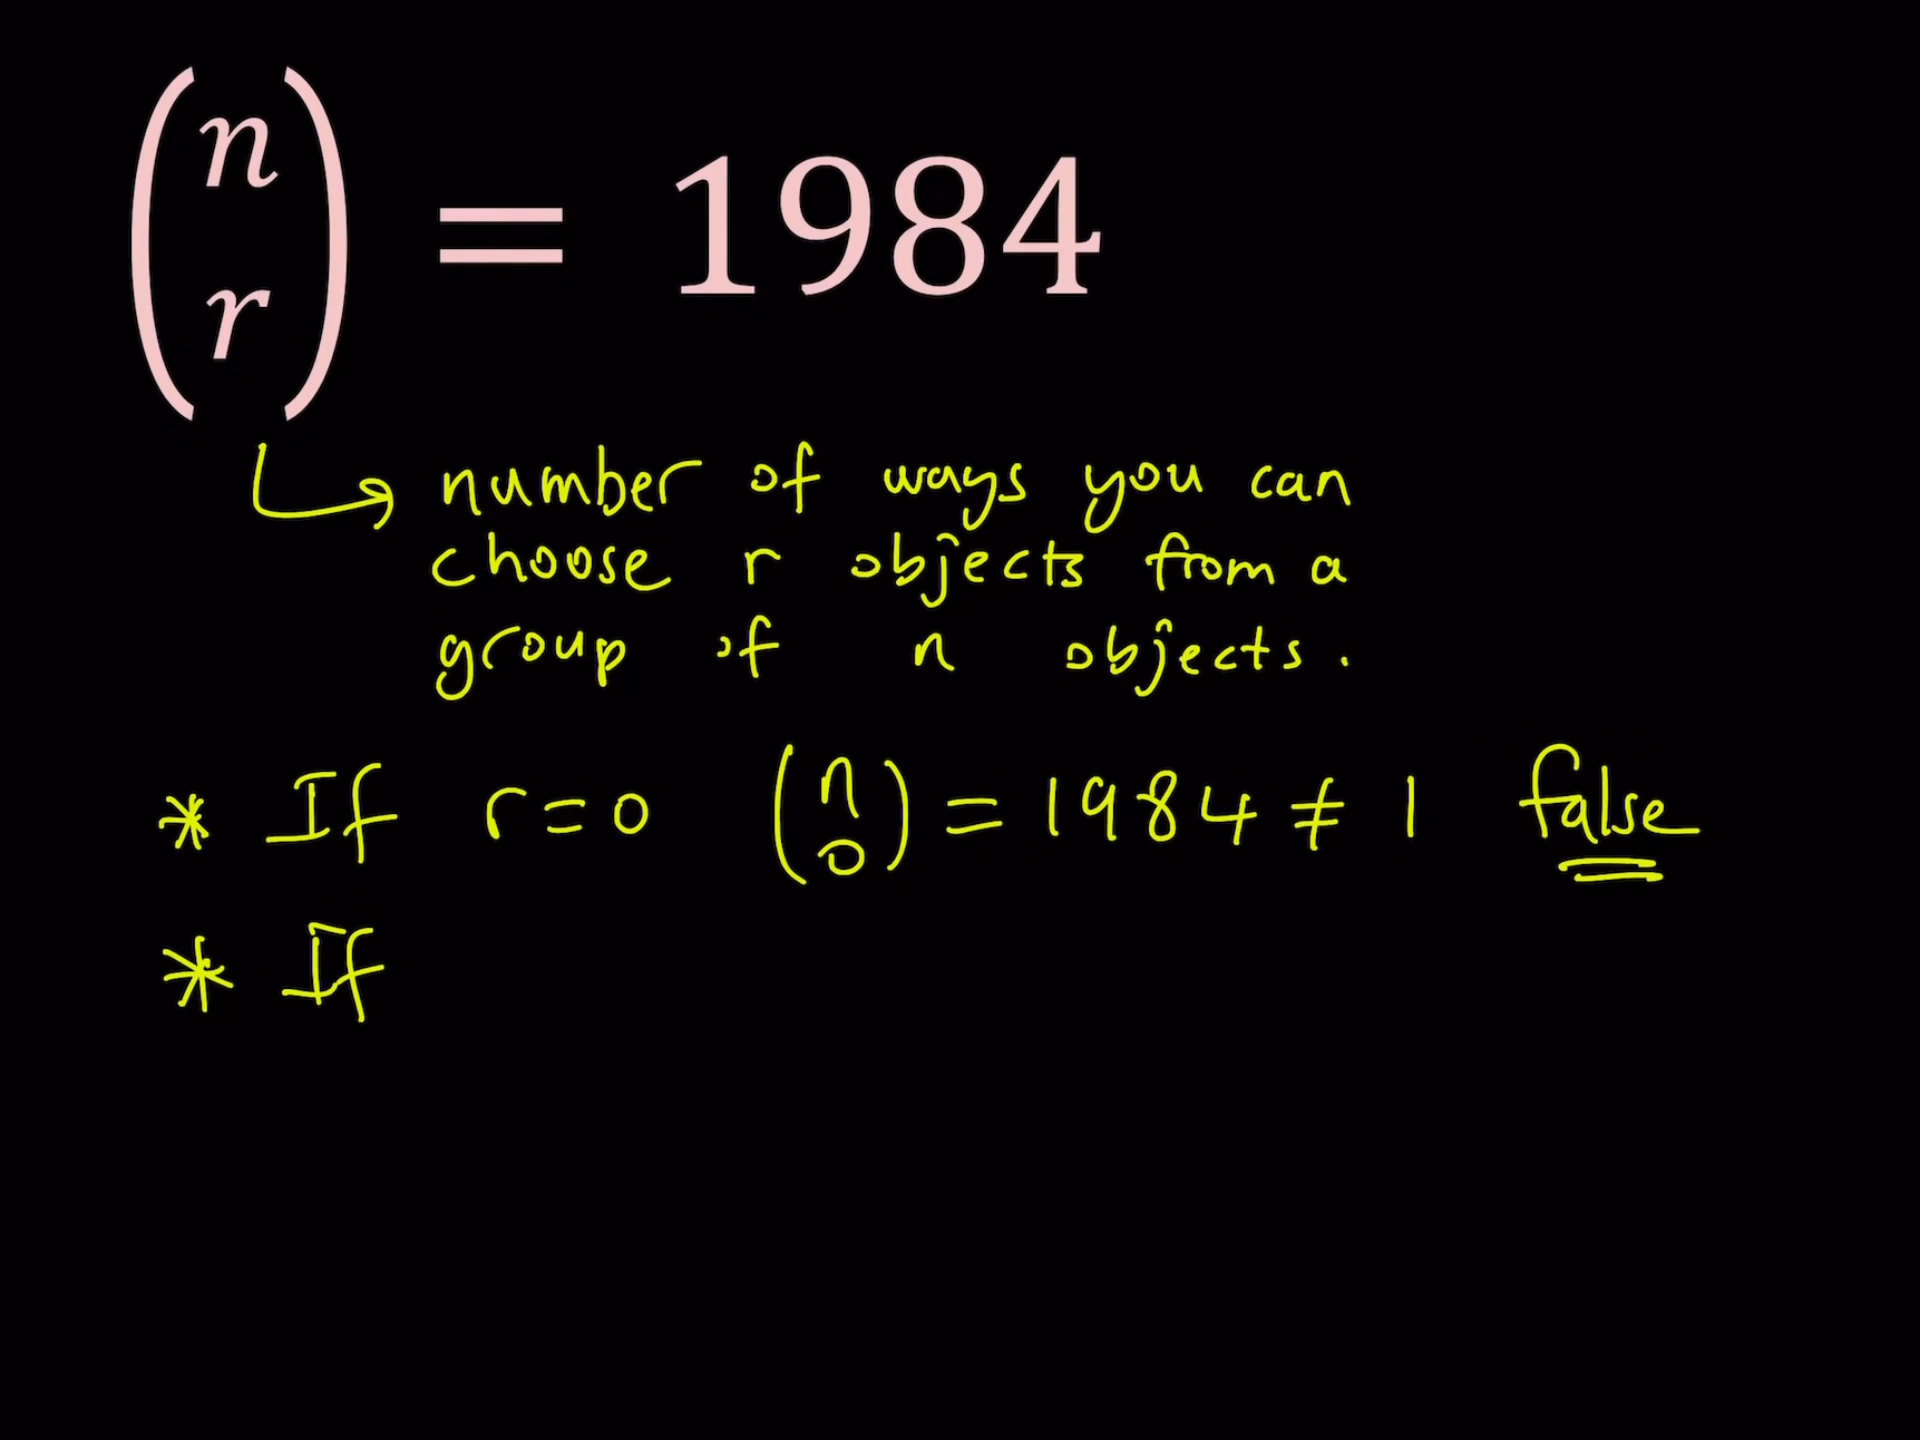 (n r) = 1984
↳ number of ways you can
choose r objects from a
group of n objects.
* If r=0 (n 0) = 1984 ≠ 1 false
* If